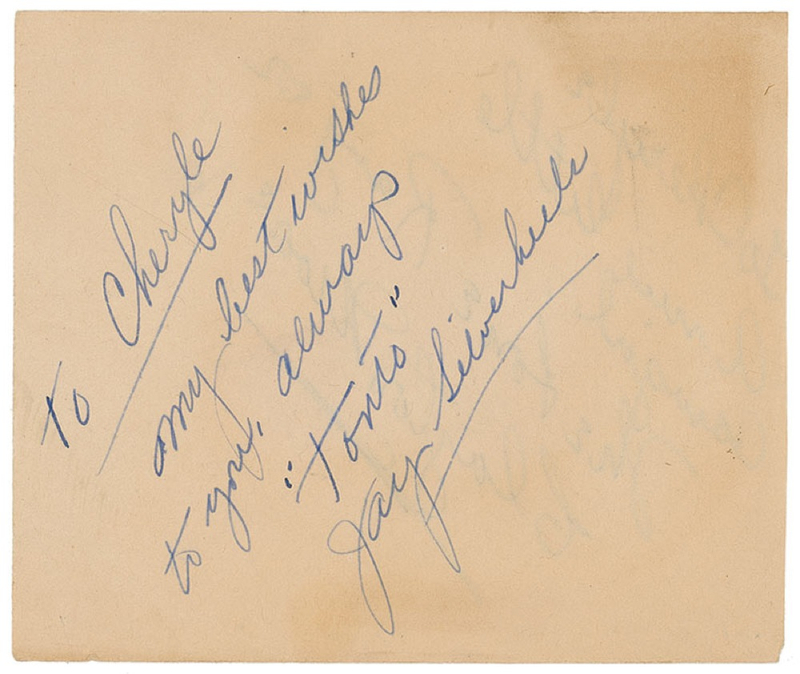 To Cheryle
my best wishes
to you, always
"Tonto"
Jay Silverheels